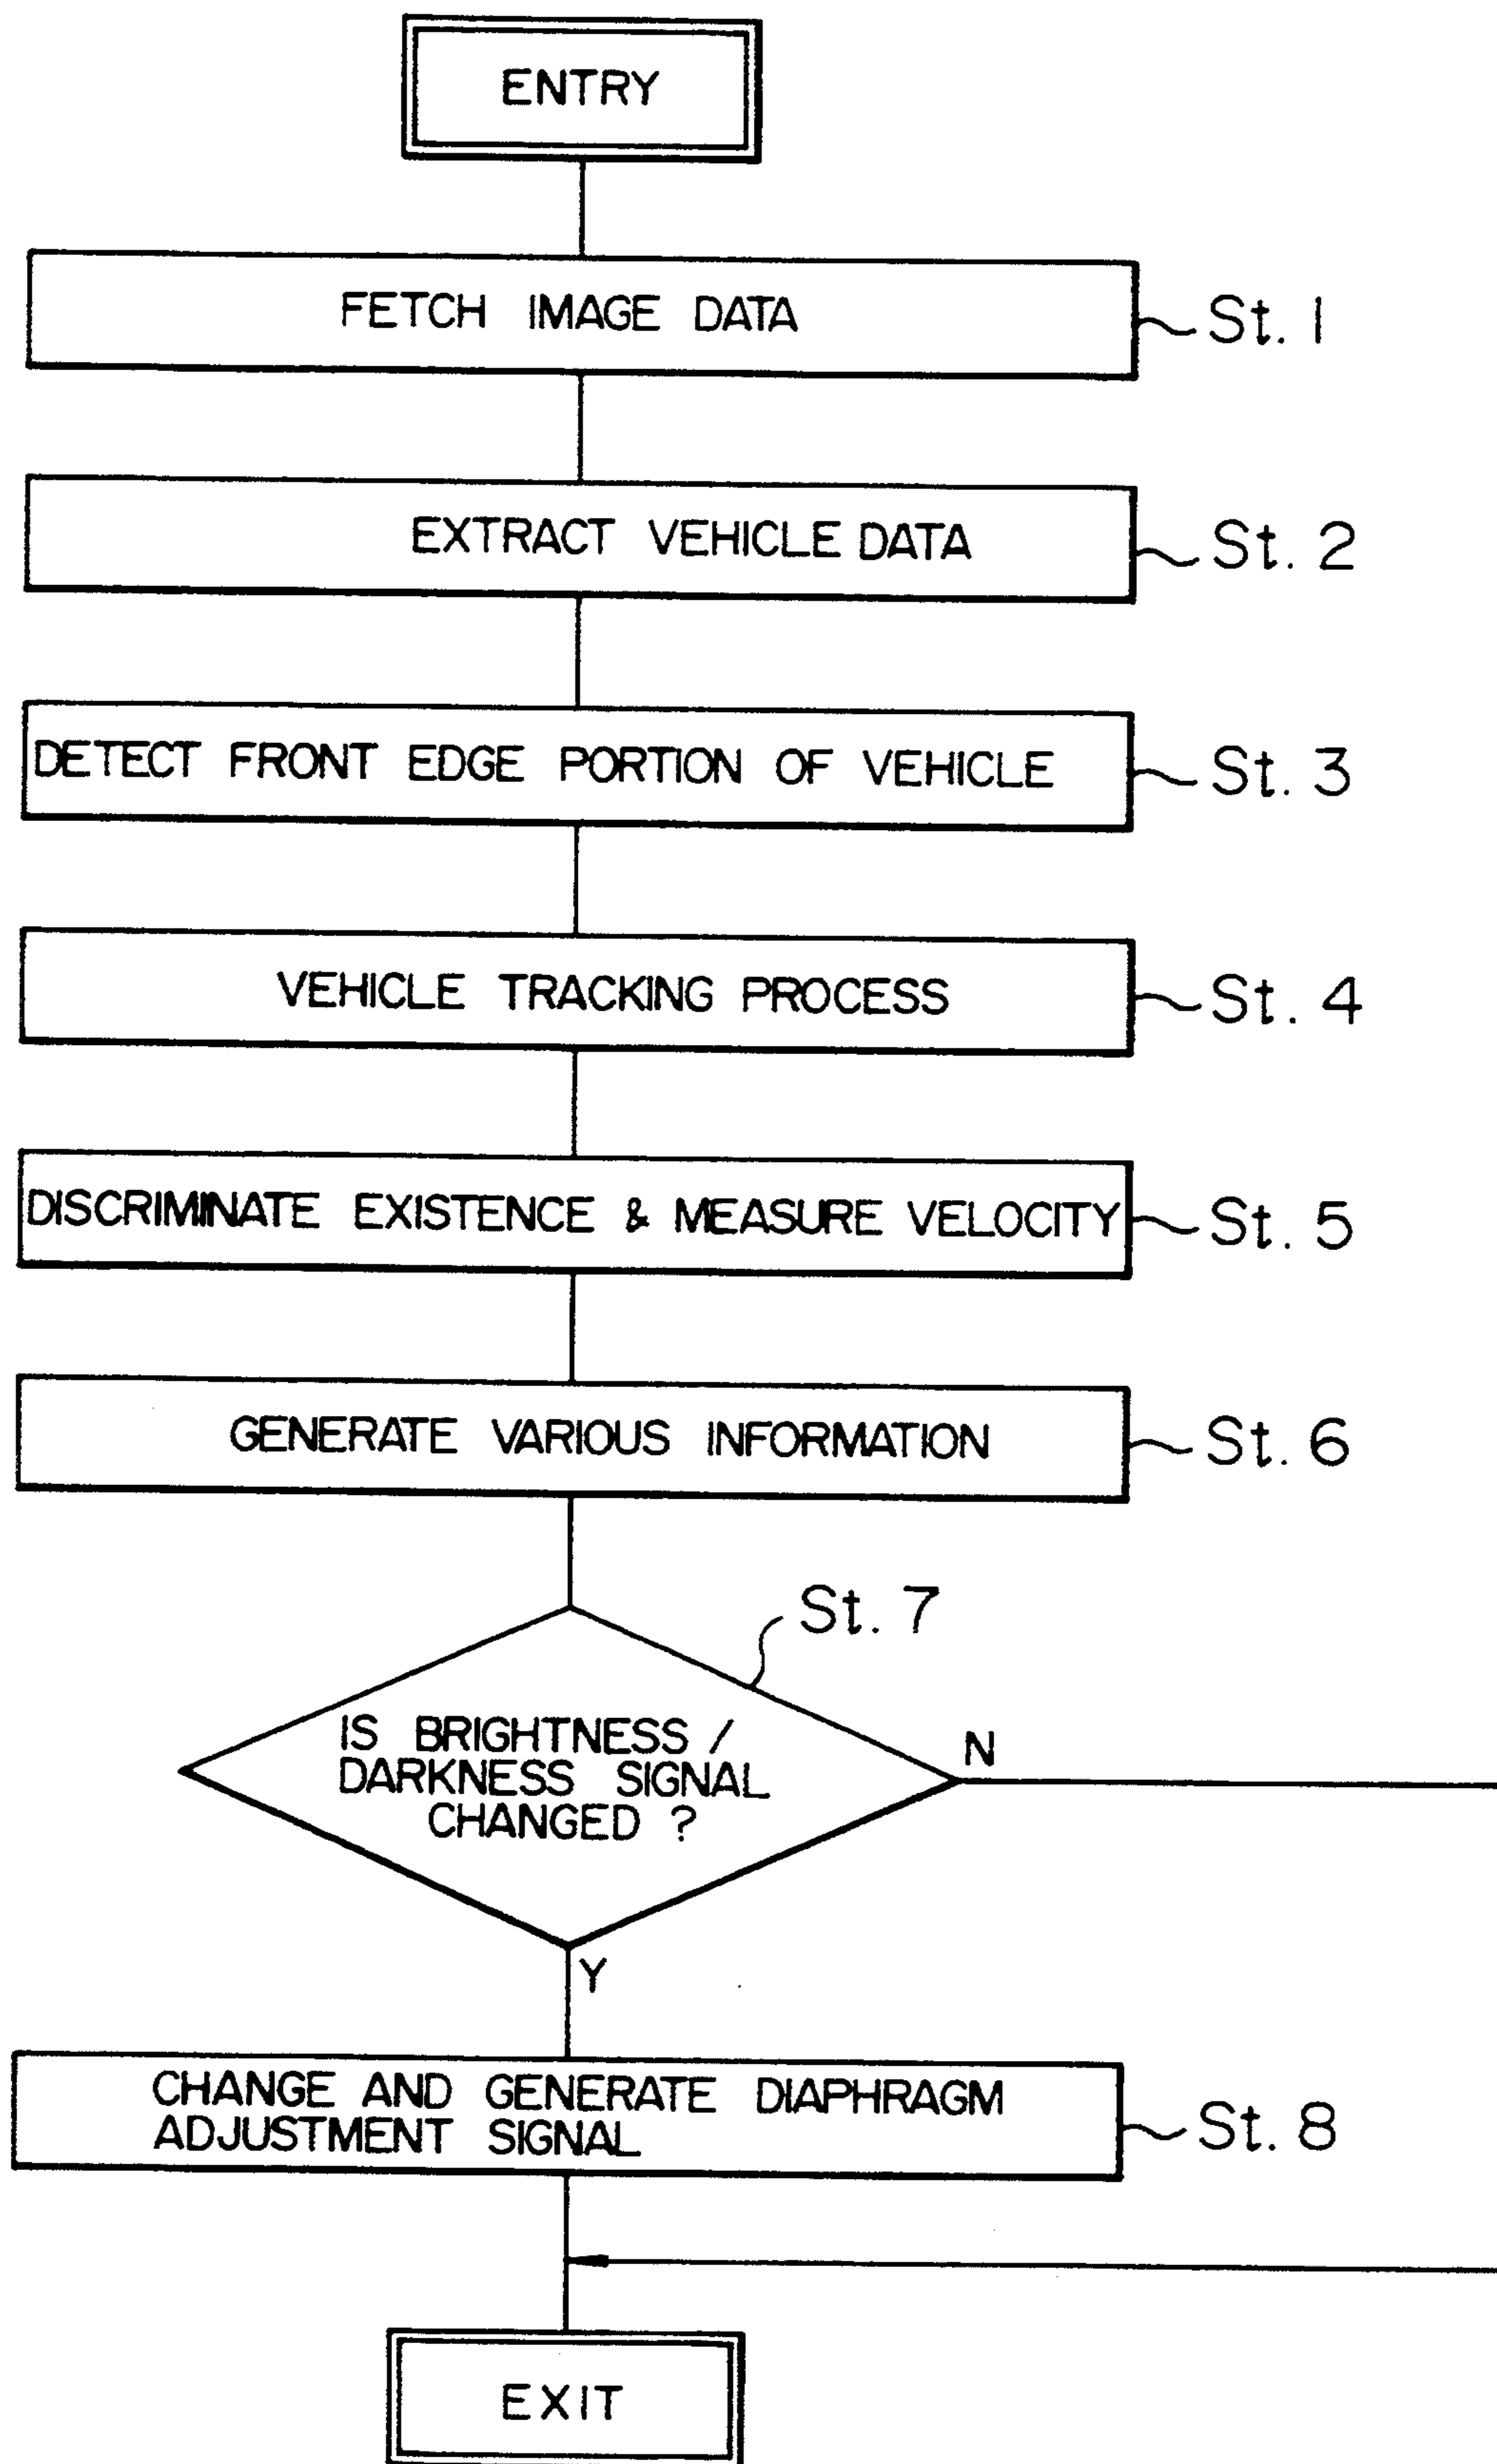 ENTRY
FETCH IMAGE DATA
St. 1
EXTRACT VEHICLE DATA
St. 2
DETECT FRONT EDGE PORTION OF VEHICLE
St. 3
VEHICLE TRACKING PROCESS
St. 4
DISCRIMINATE EXISTENCE & MEASURE VELOCITY
St. 5
GENERATE VARIOUS INFORMATION
St. 6
St. 7
IS BRIGHTNESS /
DARKNESS SIGNAL
CHANGED ?
N
Y
CHANGE AND GENERATE DIAPHRAGM
ADJUSTMENT SIGNAL
St. 8
EXIT